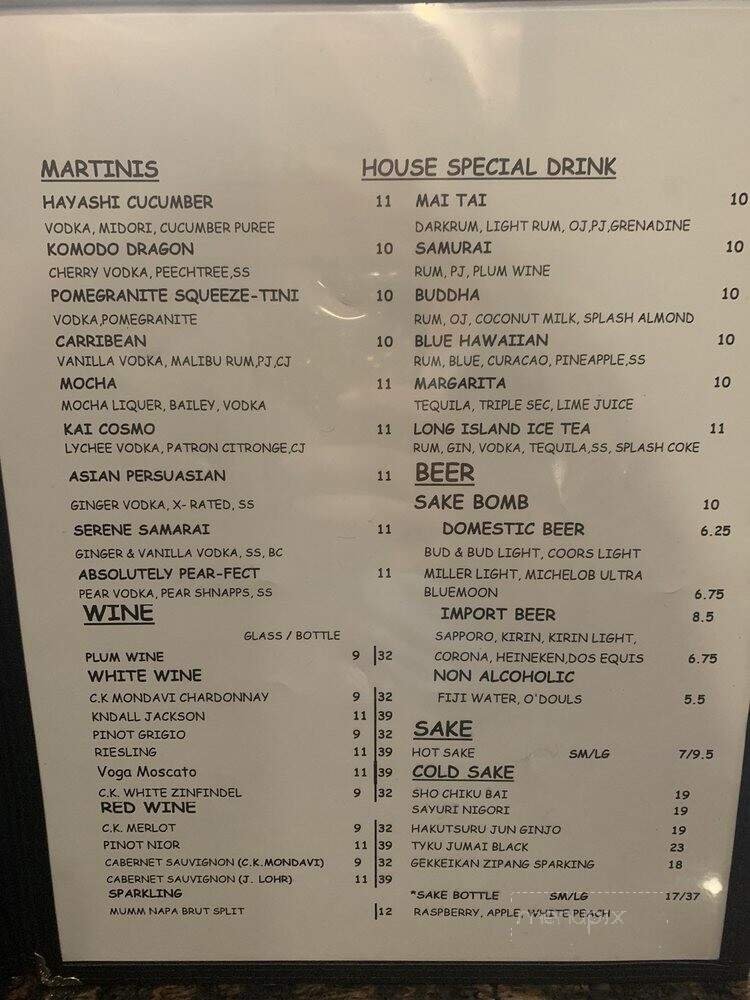 MARTINIS
HAYASHI CUCUMBER 11
VODKA, MIDORI, CUCUMBER PUREE
KOMODO DRAGON 10
CHERRY VODKA, PEECHTREE,SS
POMEGRANITE SQUEEZE-TINI 10
VODKA,POMEGRANITE
CARRIBEAN 10
VANILLA VODKA, MALIBU RUM,PJ,CJ
MOCHA 11
MOCHA LIQUER, BAILEY, VODKA
KAI COSMO 11
LYCHEE VODKA, PATRON CITRONGE,CJ
ASIAN PERSUASIAN 11
GINGER VODKA, X- RATED, SS
SERENE SAMARAI 11
GINGER & VANILLA VODKA, SS, BC
ABSOLUTELY PEAR-FECT 11
PEAR VODKA, PEAR SHNAPPS, SS
WINE
GLASS / BOTTLE
PLUM WINE 9 |32
WHITE WINE
C.K MONDAVI CHARDONNAY 9 |32
KNDALL JACKSON 11 |39
PINOT GRIGIO 9 |32
RIESLING 11 |39
Voga Moscato 11 |39
C.K. WHITE ZINFINDEL 9 |32
RED WINE
C.K. MERLOT 9 |32
PINOT NIOR 11 |39
CABERNET SAUVIGNON (C.K.MONDAVI) 9 |32
CABERNET SAUVIGNON (J. LOHR) 11 |39
SPARKLING
MUMM NAPA BRUT SPLIT |12
HOUSE SPECIAL DRINK
MAI TAI 10
DARKRUM, LIGHT RUM, OJ,PJ,GRENADINE
SAMURAI 10
RUM, PJ, PLUM WINE
BUDDHA 10
RUM, OJ, COCONUT MILK, SPLASH ALMOND
BLUE HAWAIIAN 10
RUM, BLUE, CURACAO, PINEAPPLE,SS
MARGARITA 10
TEQUILA, TRIPLE SEC, LIME JUICE
LONG ISLAND ICE TEA 11
RUM, GIN, VODKA, TEQUILA,SS, SPLASH COKE
BEER
SAKE BOMB 10
DOMESTIC BEER 6.25
BUD & BUD LIGHT, COORS LIGHT
MILLER LIGHT, MICHELOB ULTRA
BLUEMOON 6.75
IMPORT BEER 8.5
SAPPORO, KIRIN, KIRIN LIGHT,
CORONA, HEINEKEN,DOS EQUIS 6.75
NON ALCOHOLIC
FIJI WATER, O'DOULS 5.5
SAKE
HOT SAKE SM/LG 7/9.5
COLD SAKE
SHO CHIKU BAI 19
SAYURI NIGORI 19
HAKUTSURU JUN GINJO 19
TYKU JUMAI BLACK 23
GEKKEIKAN ZIPANG SPARKING 18
*SAKE BOTTLE SM/LG 17/37
RASPBERRY, APPLE, WHITE PEACH
menupix